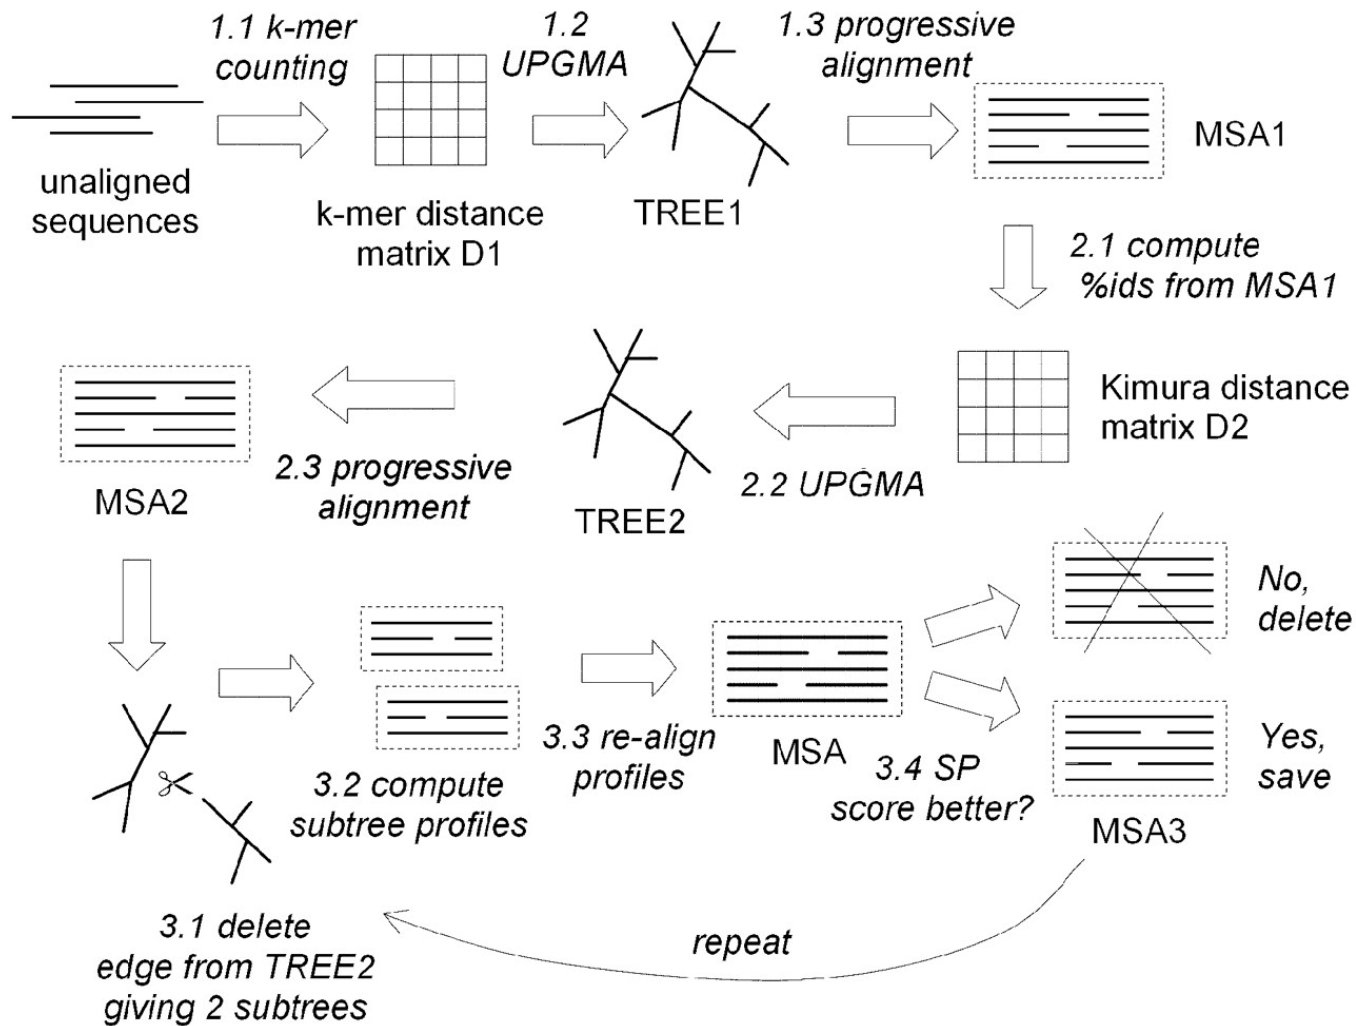 1.1 k-mer
counting
1.2
UPGMA
1.3 progressive
alignment
unaligned
sequences
k-mer distance
matrix D1
TREE1
MSA1
2.1 compute
%ids from MSA1
Kimura distance
matrix D2
2.2 UPGMA
TREE2
2.3 progressive
alignment
MSA2
3.1 delete
edge from TREE2
giving 2 subtrees
3.2 compute
subtree profiles
3.3 re-align
profiles
MSA
3.4 SP
score better?
No,
delete
Yes,
save
MSA3
repeat